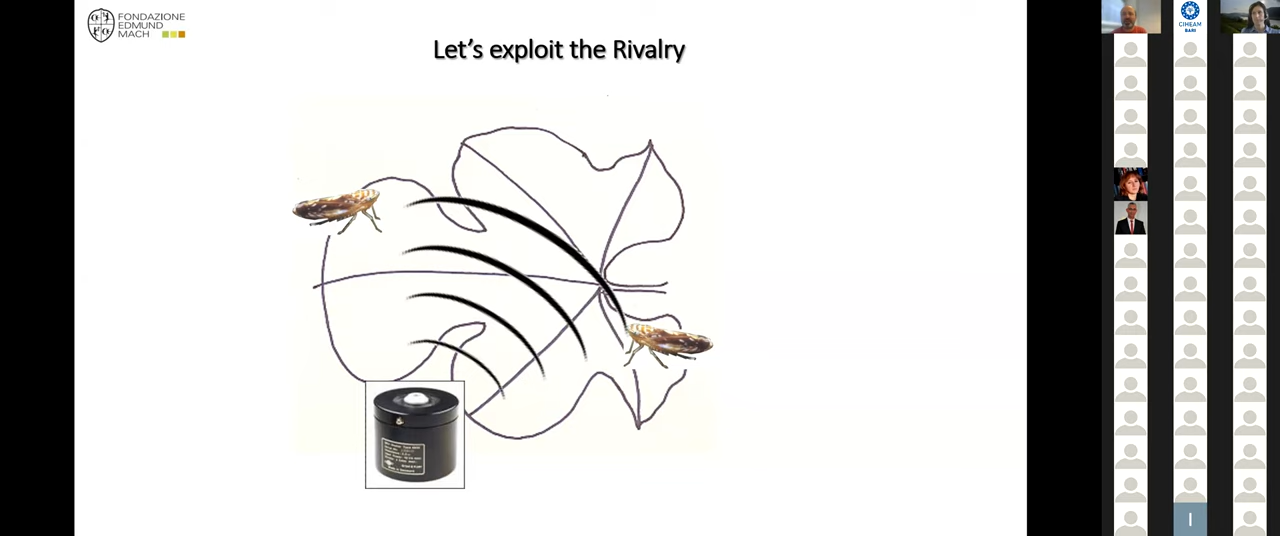 FONDAZIONE
EDMUND
MACH
Let's exploit the Rivalry
CIHEAM
BARI
I